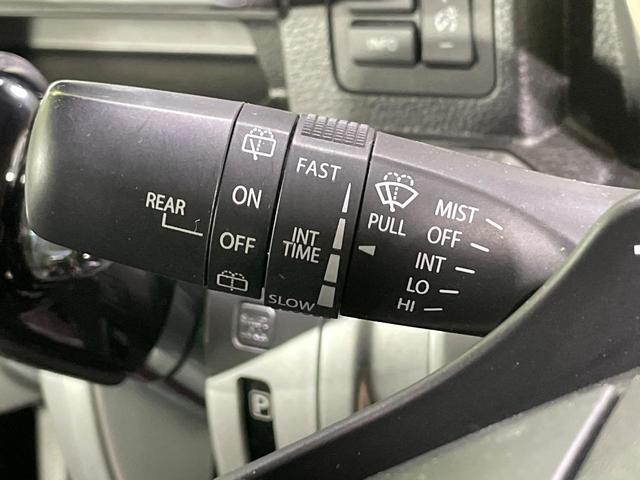 INFO
REAR
ON
OFF
FAST
INT
TIME
SLOW
PULL
MIST
OFF
INT
LO
HI
P